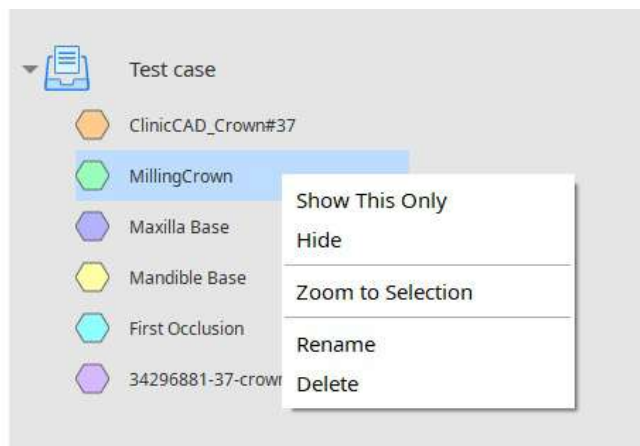 Test case
ClinicCAD_Crown#37
MillingCrown
Maxilla Base
Mandible Base
First Occlusion
34296881-37-crown
Show This Only
Hide
Zoom to Selection
Rename
Delete